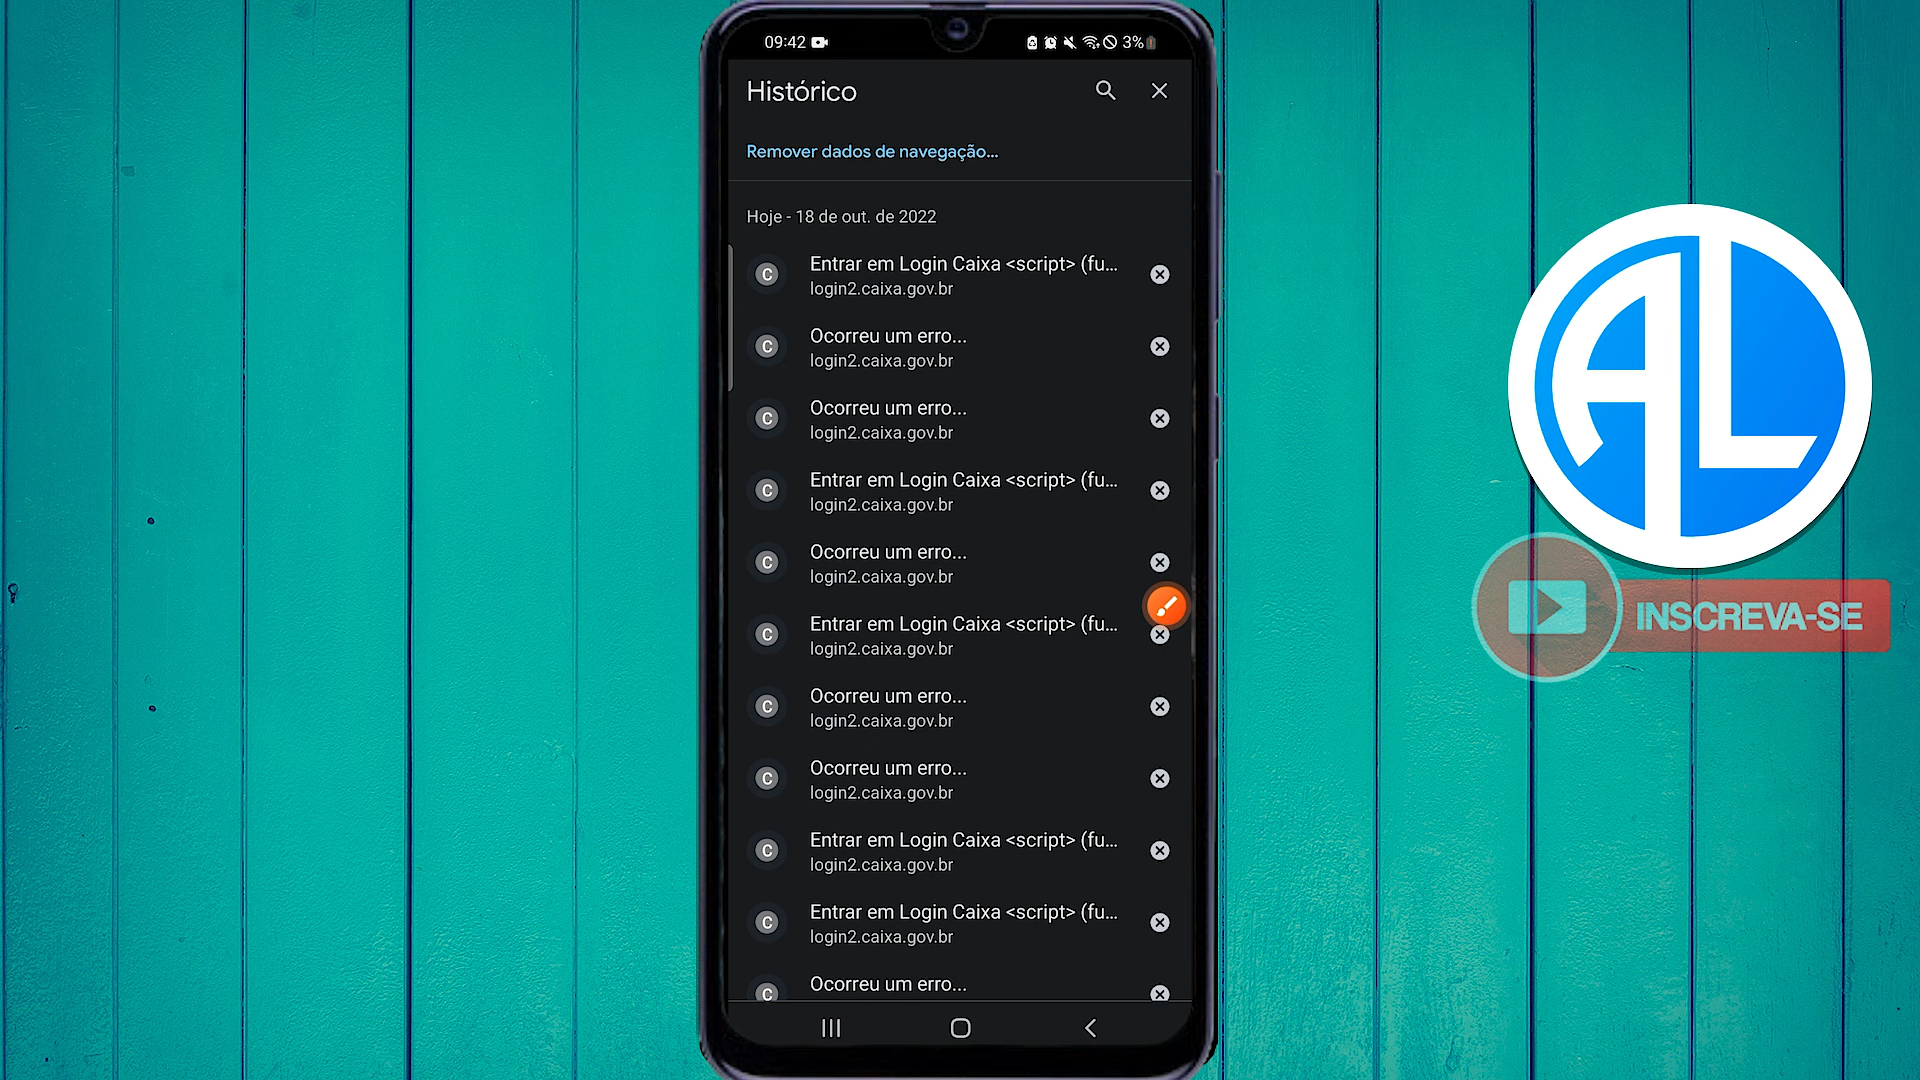 09:42
3%
Histórico
Remover dados de navegação...
Hoje - 18 de out. de 2022
C
Entrar em Login Caixa <script> (fu...
login2.caixa.gov.br
C
Ocorreu um erro...
login2.caixa.gov.br
C
Ocorreu um erro...
login2.caixa.gov.br
C
Entrar em Login Caixa <script> (fu...
login2.caixa.gov.br
C
Ocorreu um erro...
login2.caixa.gov.br
C
Entrar em Login Caixa <script> (fu...
login2.caixa.gov.br
C
Ocorreu um erro...
login2.caixa.gov.br
C
Ocorreu um erro...
login2.caixa.gov.br
C
Entrar em Login Caixa <script> (fu...
login2.caixa.gov.br
C
Entrar em Login Caixa <script> (fu...
login2.caixa.gov.br
C
Ocorreu um erro...
AL
INSCREVA-SE